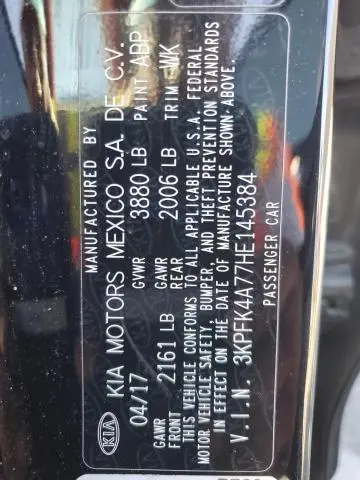 MANUFACTURED BY
KIA KIA MOTORS MEXICO S.A. DE C.V.
04/17 GVWR 3880 LB PAINT ABP
GAWR FRONT 2161 LB GAWR REAR 2006 LB TRIM WK
THIS VEHICLE CONFORMS TO ALL APPLICABLE U.S.A. FEDERAL
MOTOR VEHICLE SAFETY, BUMPER, AND THEFT PREVENTION STANDARDS
IN EFFECT ON THE DATE OF MANUFACTURE SHOWN ABOVE.
V.I.N. 3KPFK4A77HE145384
PASSENGER CAR